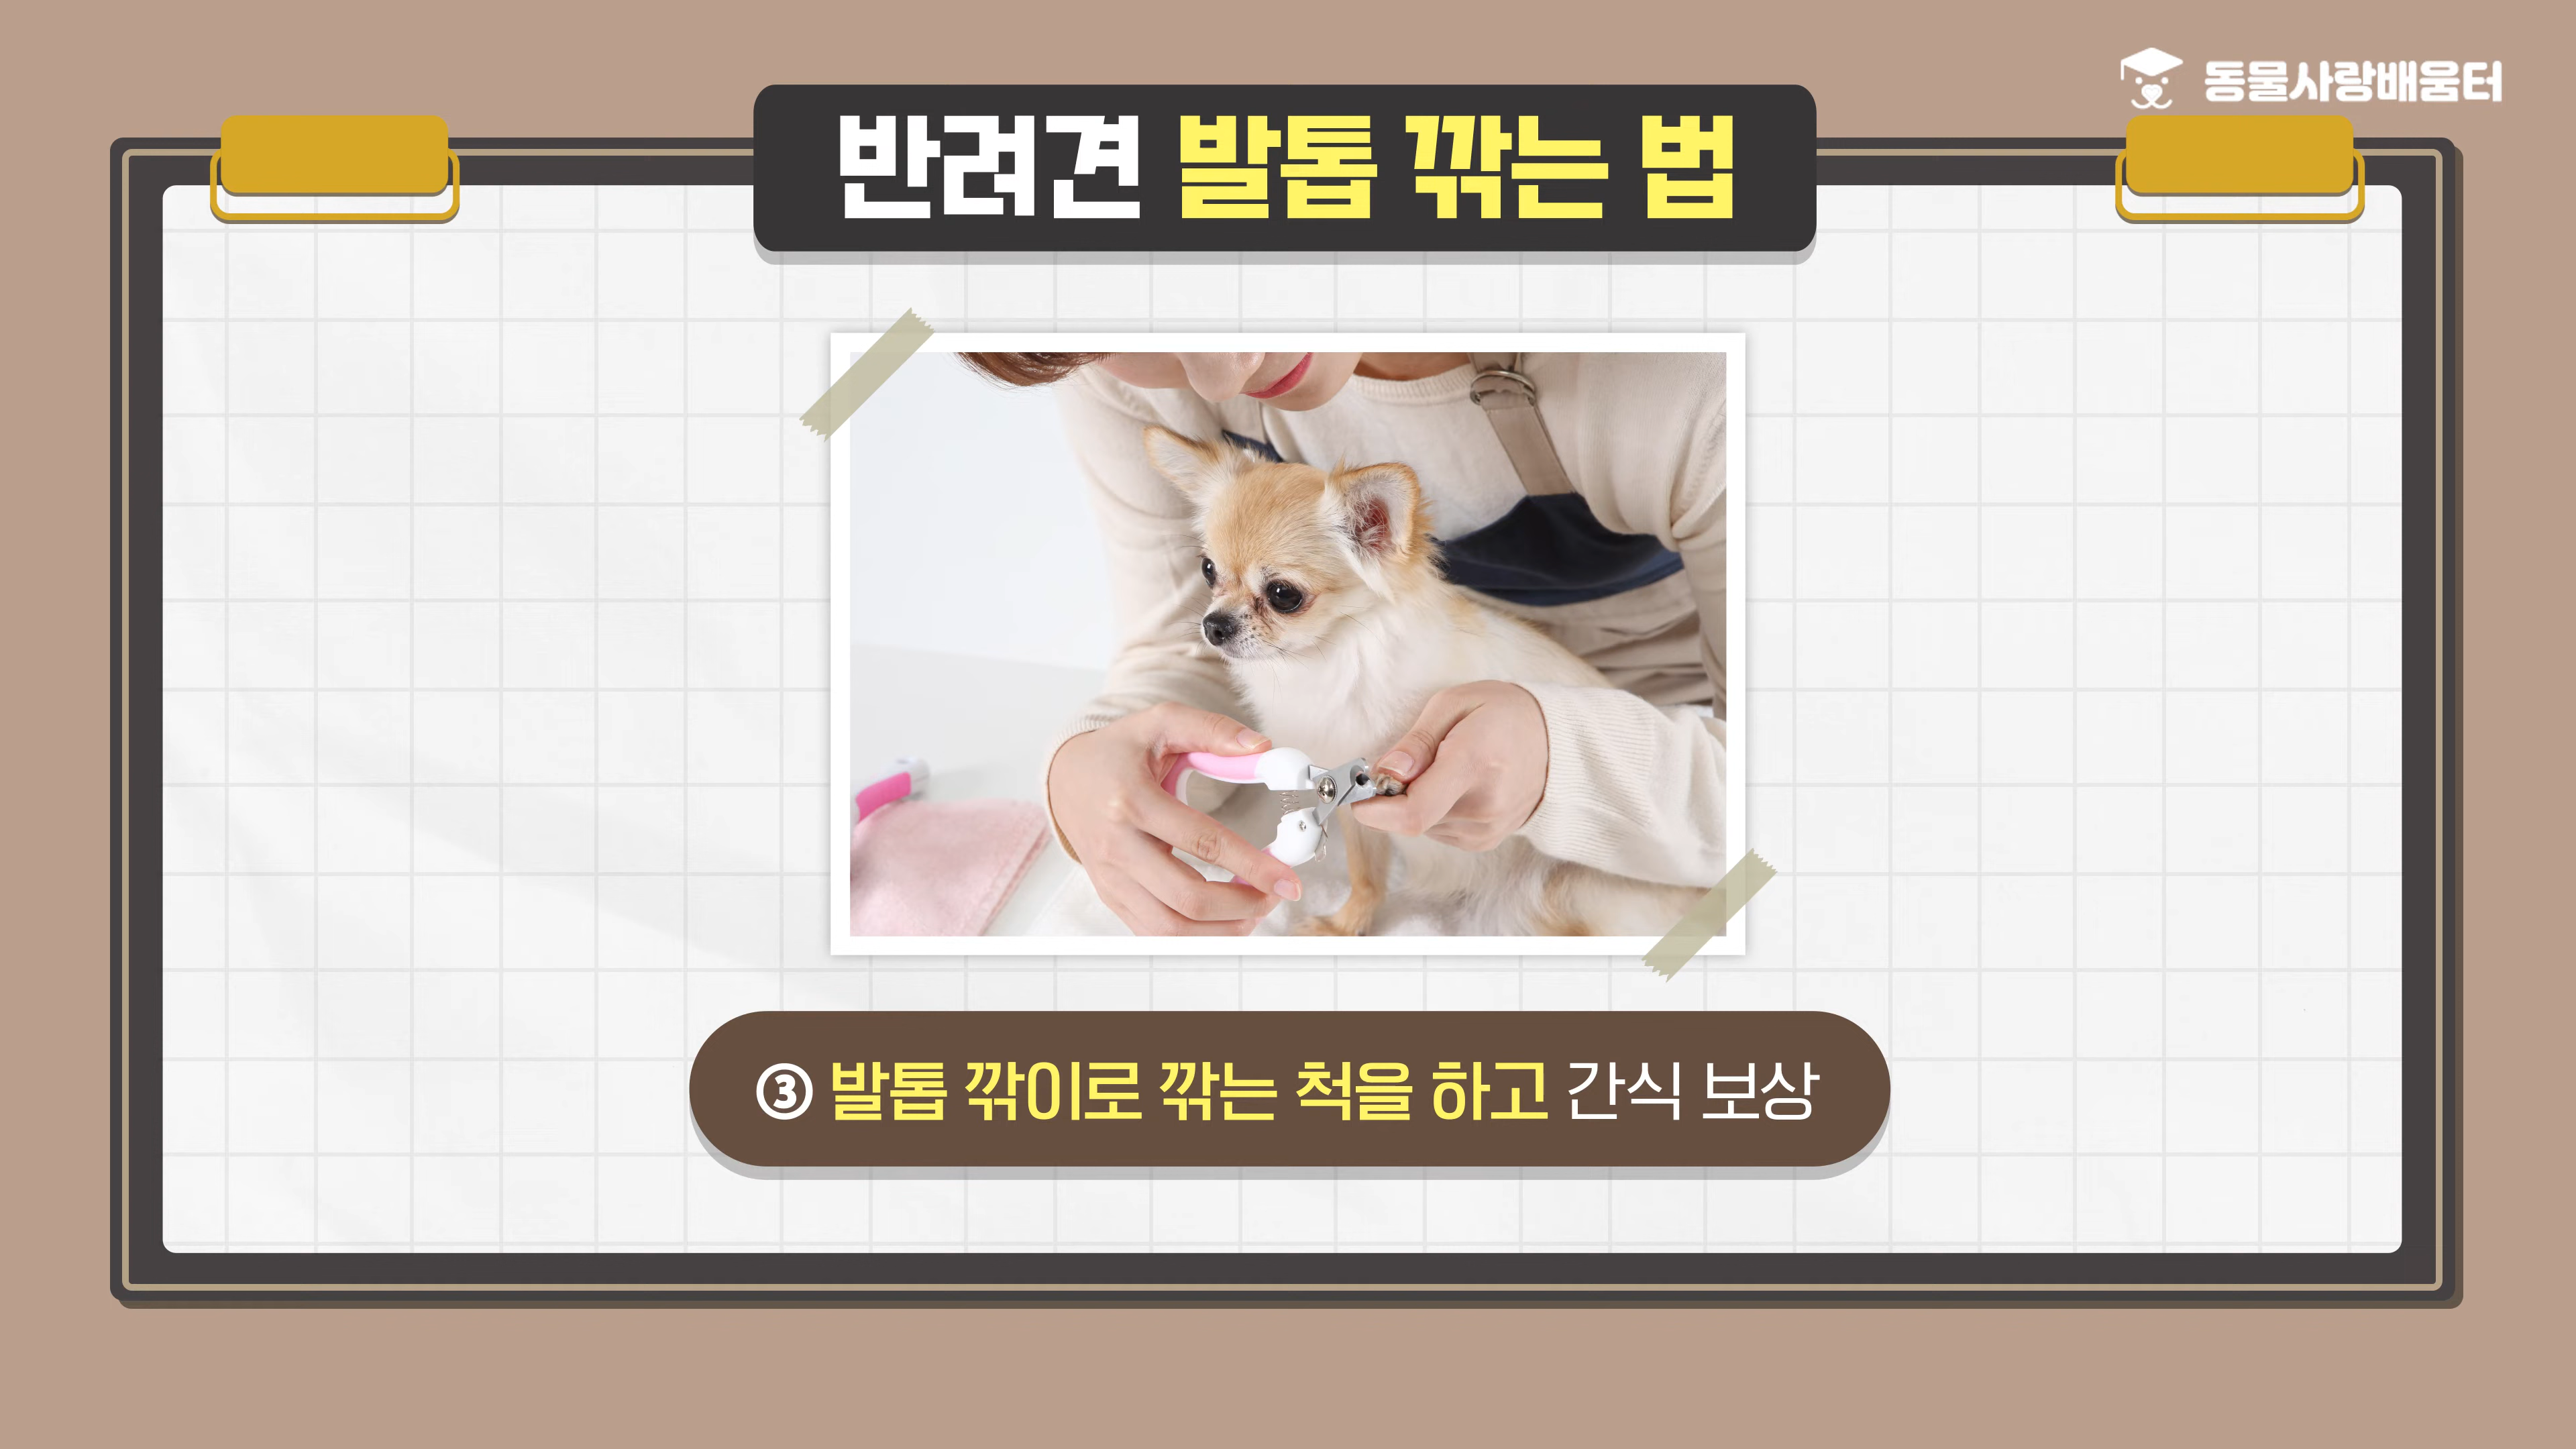 동물사랑배움터
반려견 발톱 깎는 법
③ 발톱 깎이로 깎는 척을 하고 간식 보상